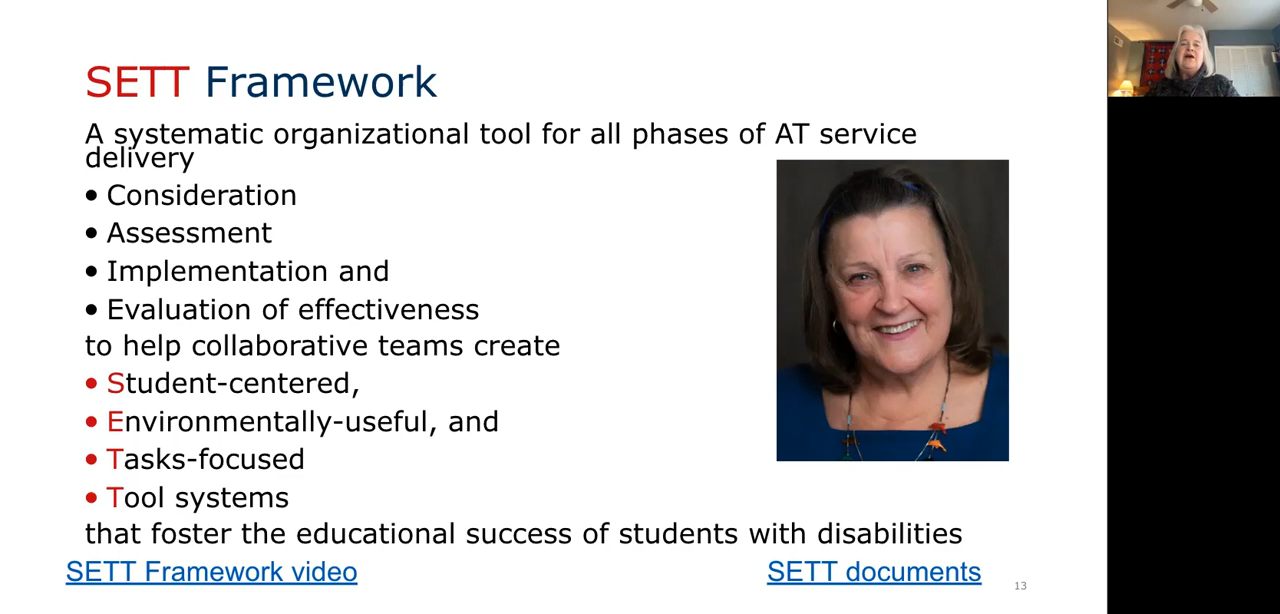 SETT Framework
A systematic organizational tool for all phases of AT service
delivery
• Consideration
• Assessment
• Implementation and
• Evaluation of effectiveness
to help collaborative teams create
• Student-centered,
• Environmentally-useful, and
• Tasks-focused
• Tool systems
that foster the educational success of students with disabilities
SETT Framework video
SETT documents
13